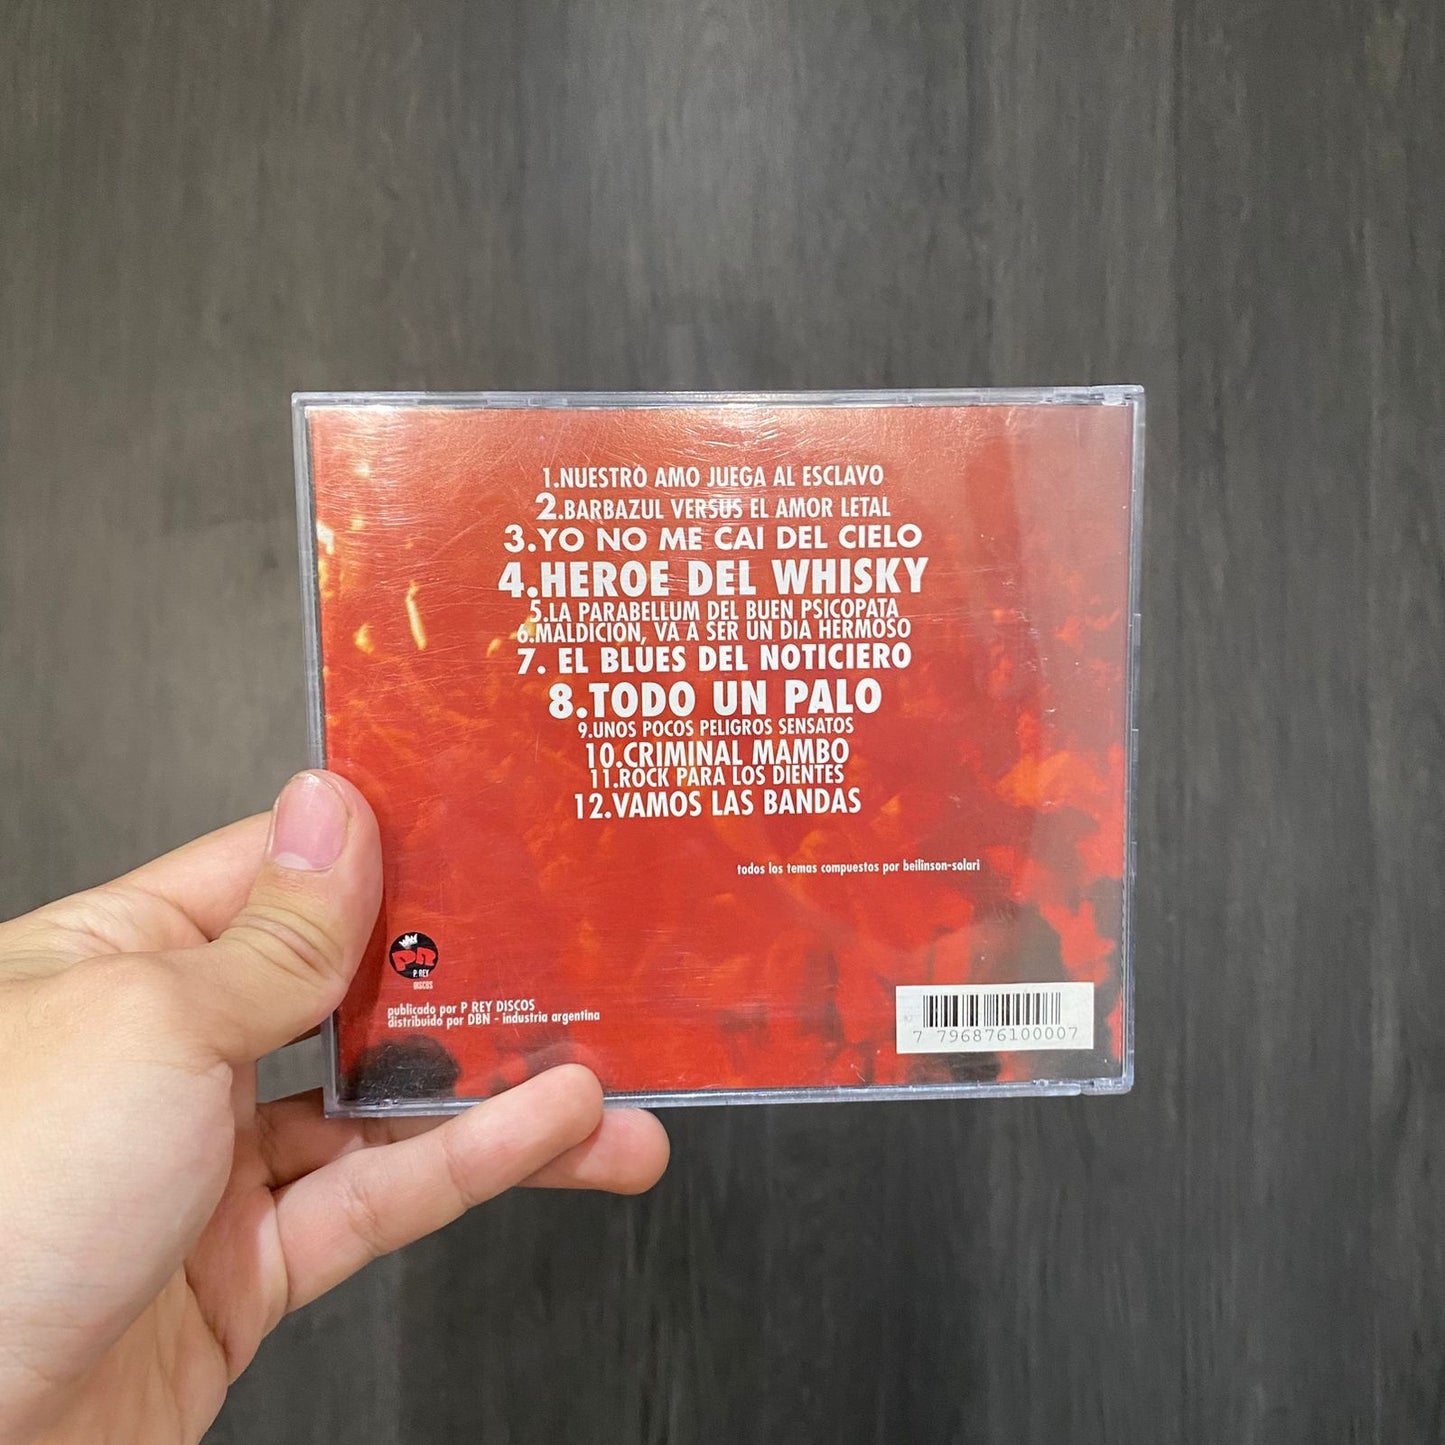 1.NUESTRO AMO JUEGA AL ESCLAVO
2.BARBAZUL VERSUS EL AMOR LETAL
3.YO NO ME CAI DEL CIELO
4.HEROE DEL WHISKY
5.LA PARABELLUM DEL BUEN PSICOPATA
6.MALDICION, VA A SER UN DIA HERMOSO
7. EL BLUES DEL NOTICIERO
8.TODO UN PALO
9.UNOS POCOS PELIGROS SENSATOS
10.CRIMINAL MAMBO
11.ROCK PARA LOS DIENTES
12.VAMOS LAS BANDAS
todos los temas compuestos por beilinson-solari
PR
P. REY
DISCOS
publicado por P REY DISCOS
distribuido por DBN - industria argentina
7 796876100007